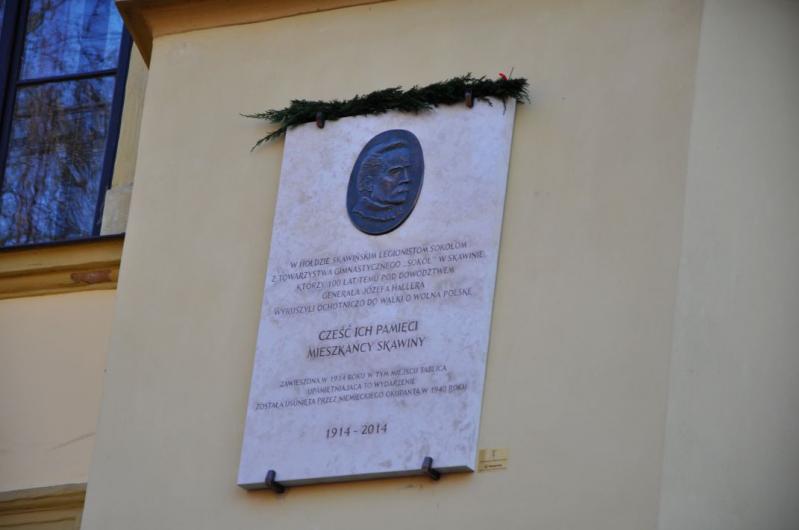 W HOŁDZIE SKAWIŃSKIM LEGIONISTOM SOKOŁOM
Z TOWARZYSTWA GIMNASTYCZNEGO „SOKÓŁ" W SKAWINIE,
KTÓRZY 100 LAT TEMU POD DOWÓDZTWEM
GENERAŁA JÓZEFA HALLERA
WYRUSZYLI OCHOTNICZO DO WALKI O WOLNĄ POLSKĘ
CZEŚĆ ICH PAMIĘCI
MIESZKAŃCY SKAWINY
ZAWIESZONA W 1934 ROKU W TYM MIEJSCU TABLICA
UPAMIĘTNIAJĄCA TO WYDARZENIE
ZOSTAŁA USUNIĘTA PRZEZ NIEMIECKIEGO OKUPANTA W 1940 ROKU
1914 - 2014